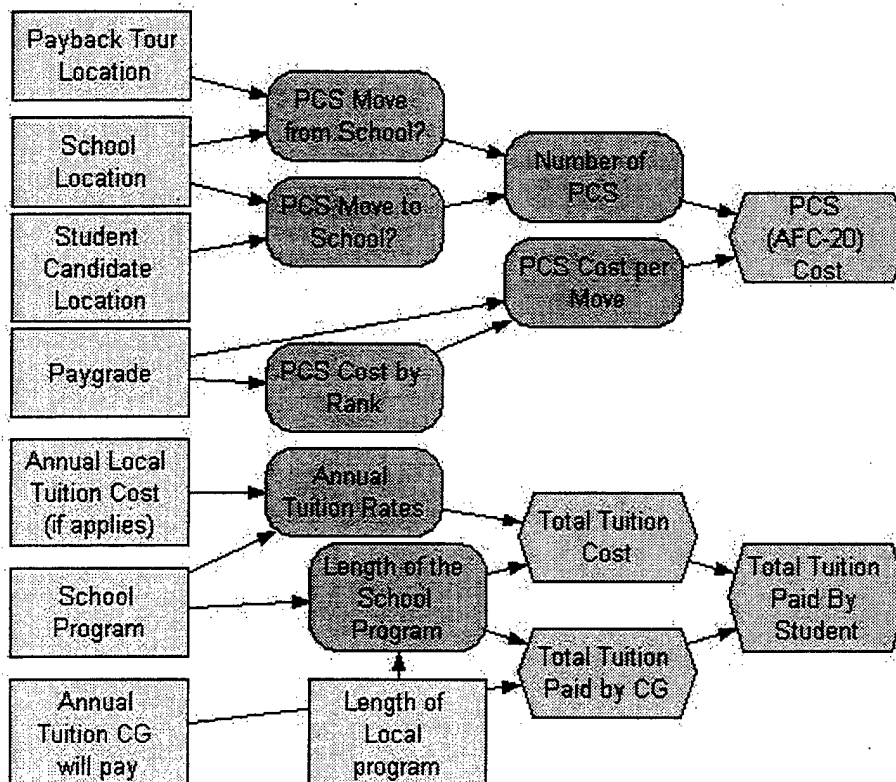 Payback Tour
Location
PCS Move
from School?
School
Location
Number of
PCS
PCS Move to
School?
PCS
(AFC-20)
Cost
Student
Candidate
Location
PCS Cost per
Move
Paygrade
PCS Cost by
Rank
Annual Local
Tuition Cost
(if applies)
Annual
Tuition Rates
Total Tuition
Cost
School
Program
Length of the
School
Program
Total Tuition
Paid By
Student
Total Tuition
Paid by CG
Annual
Tuition CG
will pay
Length of
Local
program